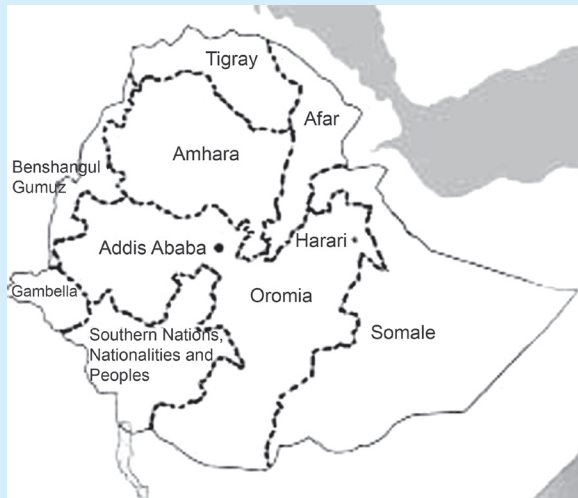 Tigray
Afar
Amhara
Benshangul
Gumuz
Addis Ababa
Harari
Gambella
Oromia
Somale
Southern Nations,
Nationalities and
Peoples